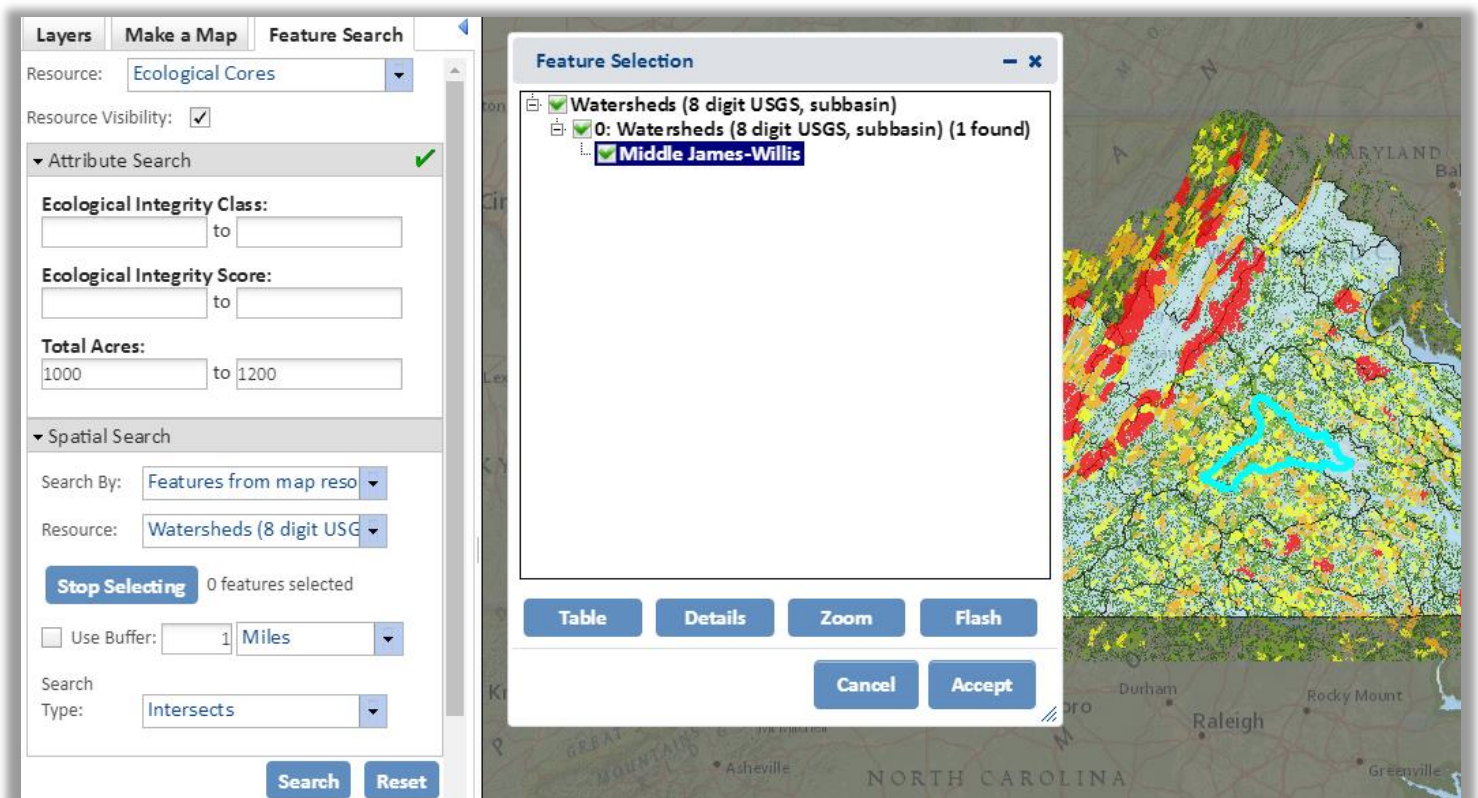 Layers Make a Map Feature Search
Resource: Ecological Cores
Resource Visibility:
Attribute Search
Ecological Integrity Class:
to
Ecological Integrity Score:
to
Total Acres:
1000 to 1200
Spatial Search
Search By: Features from map reso
Resource: Watersheds (8 digit USG
Stop Selecting 0 features selected
Use Buffer: 1 Miles
Search
Type: Intersects
Search Reset
Feature Selection
Watersheds (8 digit USGS, subbasin)
0: Watersheds (8 digit USGS, subbasin) (1 found)
Middle James-Willis
Table Details Zoom Flash
Cancel Accept
MARYLAND
Durham
Rocky Mount
Raleigh
GREAT
MOUNTAINS
Asheville
NORTH CAROLINA
Greenville